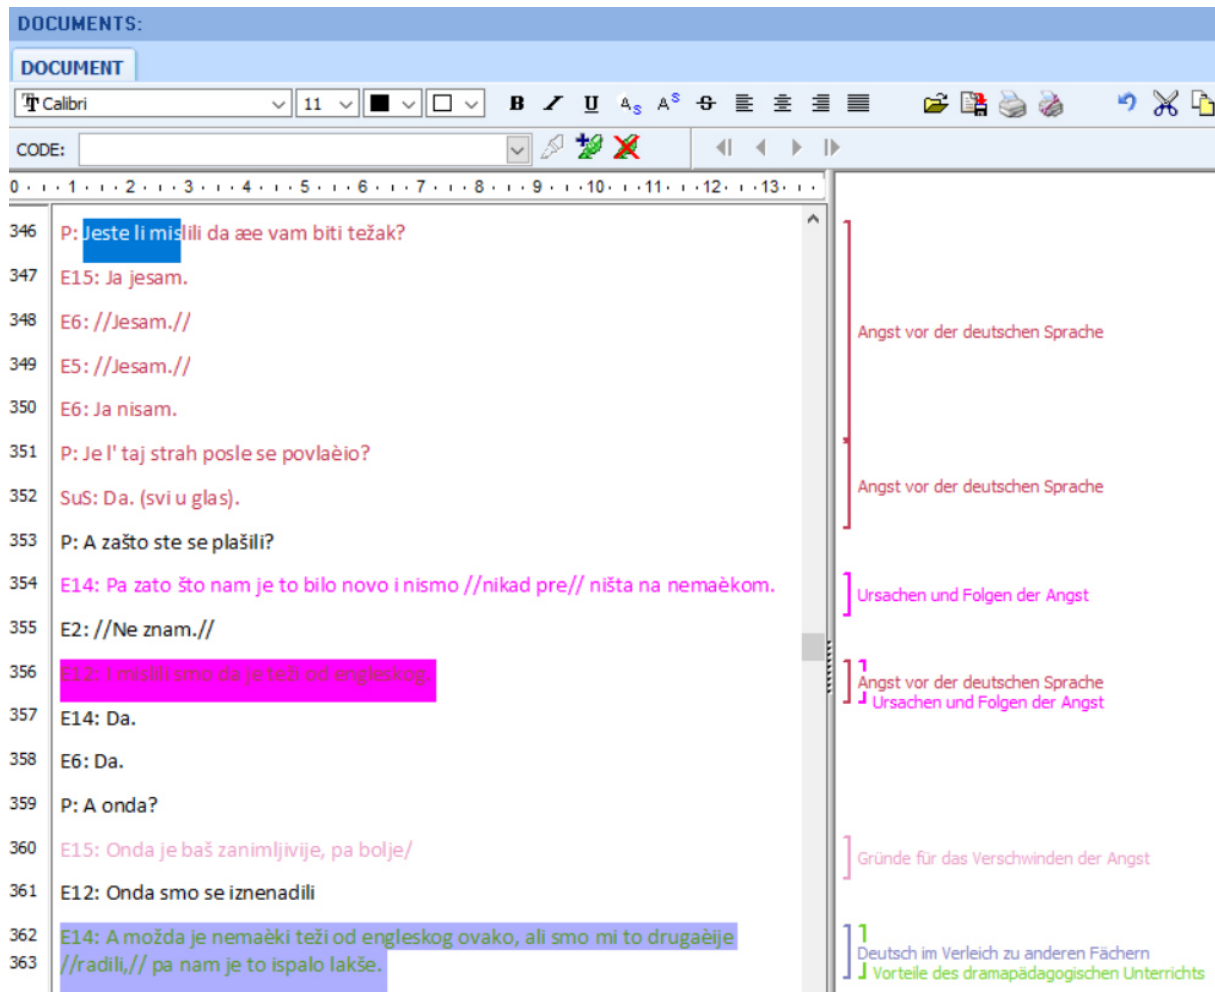 DOCUMENTS:
DOCUMENT
Calibri 11 B I U A S A S S
CODE:
0 1 2 3 4 5 6 7 8 9 10 11 12 13
346 P: Jeste li mislili da æe vam biti težak?
347 E15: Ja jesam.
348 E6: //Jesam.//
Angst vor der deutschen Sprache
349 E5: //Jesam.//
350 E6: Ja nisam.
351 P: Je l' taj strah posle se povlaèio?
352 SuS: Da. (svi u glas).
Angst vor der deutschen Sprache
353 P: A zašto ste se plašili?
354 E14: Pa zato što nam je to bilo novo i nismo //nikad pre// ništa na nemaèkom.
Ursachen und Folgen der Angst
355 E2: //Ne znam.//
356 E12: I mislili smo da je teži od engleskog.
Angst vor der deutschen Sprache
Ursachen und Folgen der Angst
357 E14: Da.
358 E6: Da.
359 P: A onda?
360 E15: Onda je baš zanimljivije, pa bolje/
Gründe für das Verschwinden der Angst
361 E12: Onda smo se iznenadili
362 E14: A možda je nemaèki teži od engleskog ovako, ali smo mi to drugaèije
363 //radili,// pa nam je to ispalo lakše.
Deutsch im Verleich zu anderen Fächern
Vorteile des dramapädagogischen Unterrichts